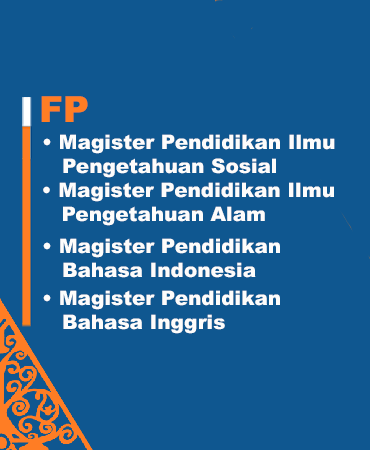 FP
• Magister Pendidikan Ilmu
Pengetahuan Sosial
• Magister Pendidikan Ilmu
Pengetahuan Alam
• Magister Pendidikan
Bahasa Indonesia
• Magister Pendidikan
Bahasa Inggris